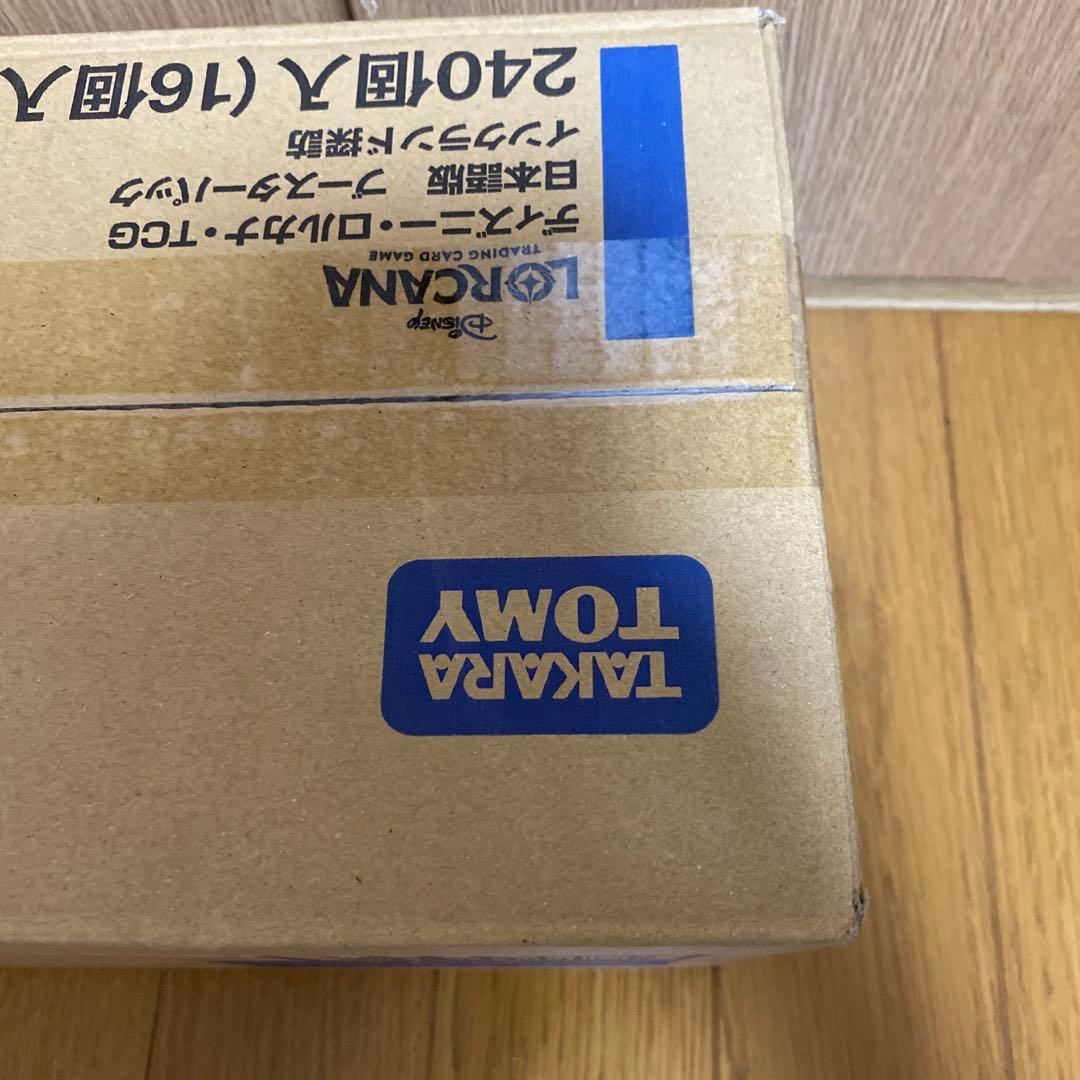 Disney
LORCANA
TRADING CARD GAME
ディズニー・ロルカナ・TCG
日本語版 ブースターパック
インクランド探訪
240個入(16個入
TAKARA
TOMY